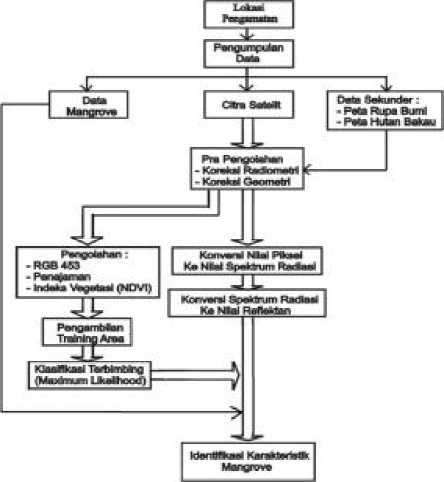 Lokasi
Pengamatan
Pengumpulan
Data
Data
Mangrove
Citra Satelit
Data Sekunder :
- Peta Rupa Bumi
- Peta Hutan Bakau
Pra Pengolahan
- Koreksi Radiometri
- Koreksi Geometri
Pengolahan :
- RGB 453
- Penajaman
- Indeks Vegetasi (NDVI)
Konversi Nilai Piksel
Ke Nilai Spektrum Radiasi
Konversi Spektrum Radiasi
Ke Nilai Reflektan
Pengambilan
Training Area
Klasifikasi Terbimbing
(Maximum Likelihood)
Identifikasi Karakteristik
Mangrove